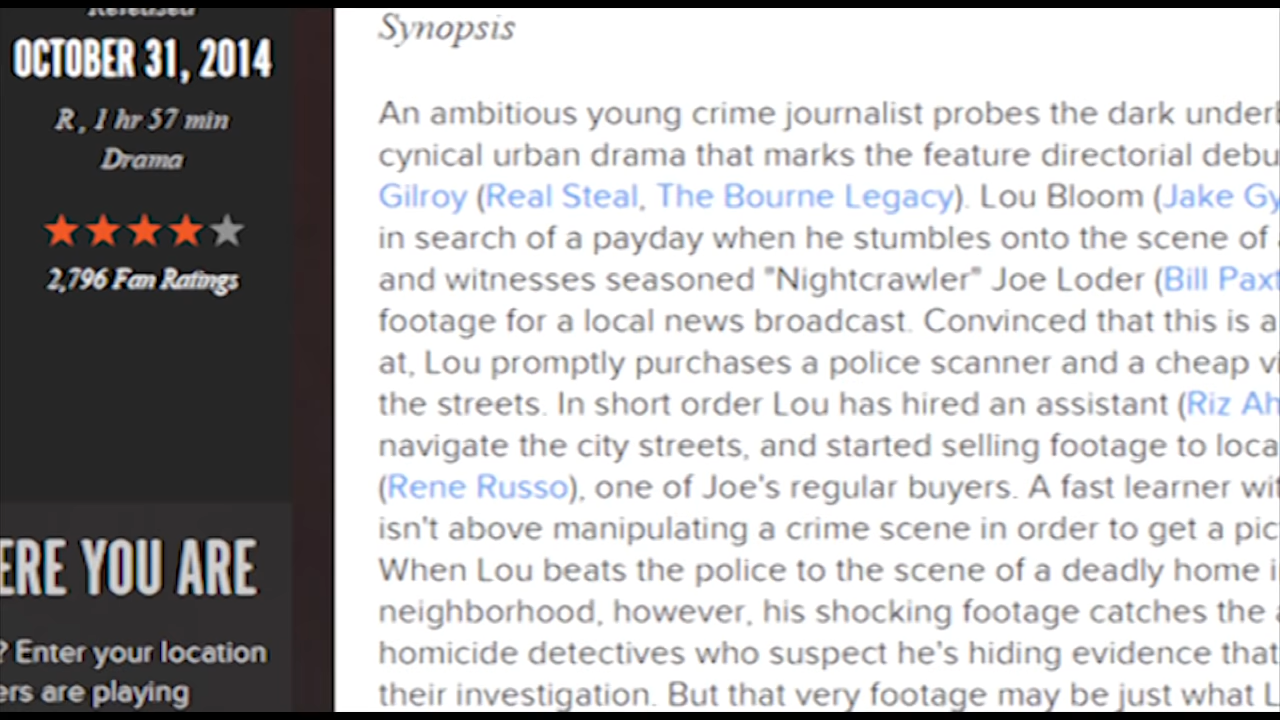 Released
OCTOBER 31, 2014
R, 1 hr 57 min
Drama
2,796 Fan Ratings
ERE YOU ARE
? Enter your location
ers are playing
Synopsis
An ambitious young crime journalist probes the dark underb
cynical urban drama that marks the feature directorial debu
Gilroy (Real Steal, The Bourne Legacy). Lou Bloom (Jake Gy
in search of a payday when he stumbles onto the scene of
and witnesses seasoned "Nightcrawler" Joe Loder (Bill Paxt
footage for a local news broadcast. Convinced that this is a
at, Lou promptly purchases a police scanner and a cheap vi
the streets. In short order Lou has hired an assistant (Riz Ah
navigate the city streets, and started selling footage to loca
(Rene Russo), one of Joe's regular buyers. A fast learner wit
isn't above manipulating a crime scene in order to get a pic
When Lou beats the police to the scene of a deadly home i
neighborhood, however, his shocking footage catches the
homicide detectives who suspect he's hiding evidence that
their investigation. But that very footage may be just what L